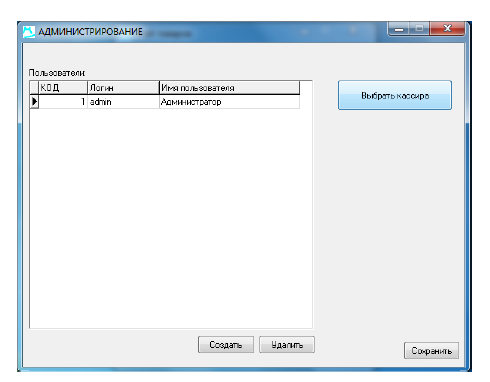 АДМИНИСТРИРОВАНИЕ
Пользователи:
КОД Логин Имя пользователя
1 admin Администратор
Выбрать кассира
Создать Удалить
Сохранить